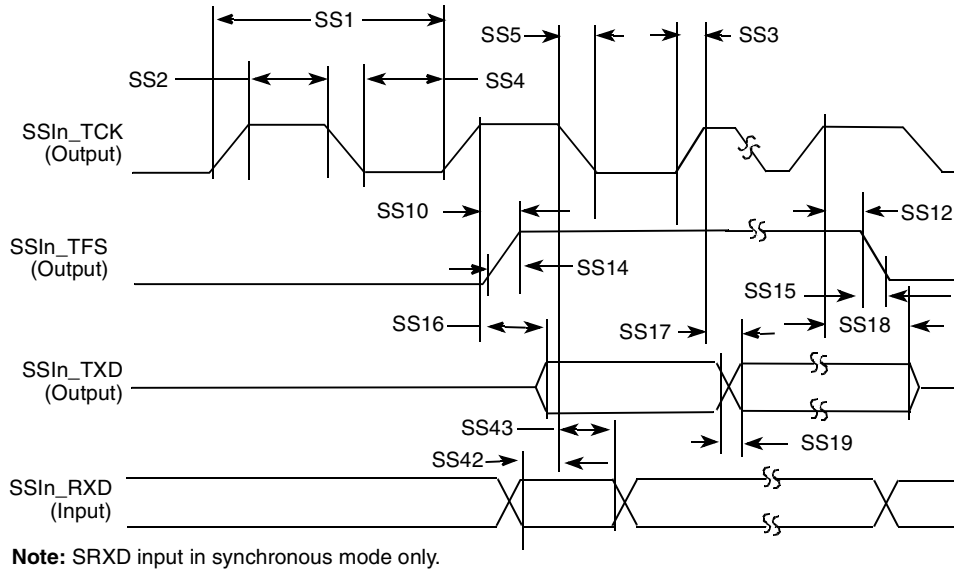 SS1
SS5
SS3
SS2
SS4
SSIn_TCK
(Output)
SS10
SS12
SSIn_TFS
(Output)
SS14
SS15
SS16
SS17
SS18
SSIn_TXD
(Output)
SS43
SS19
SS42
SSIn_RXD
(Input)
Note: SRXD input in synchronous mode only.